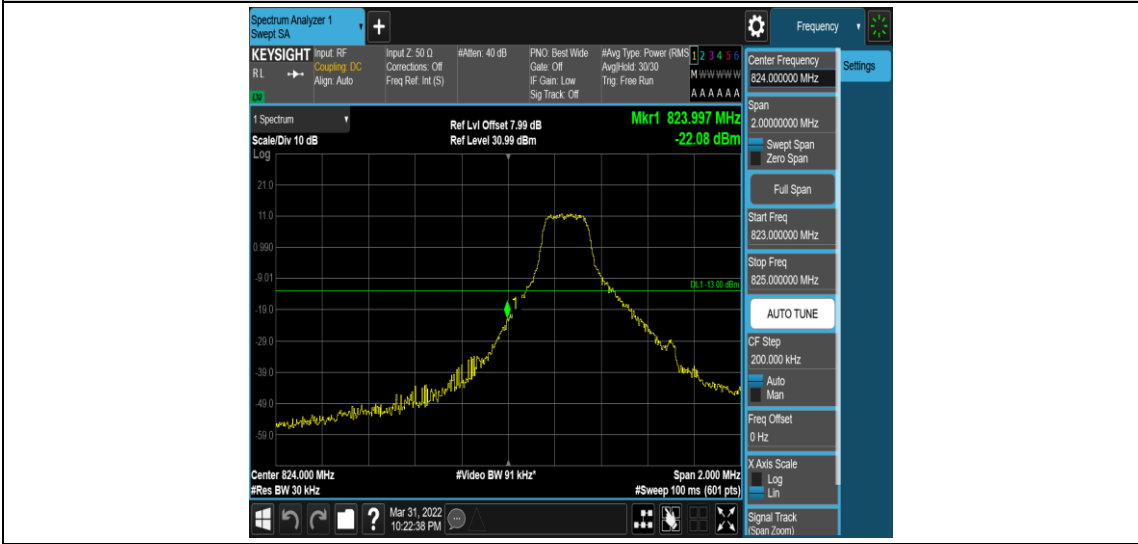 Spectrum Analyzer 1
Swept SA
+
Frequency
KEYSIGHT
RL
LXI
Input: RF
Coupling: DC
Align: Auto
Input Z: 50 Ω
Corrections: Off
Freq Ref: Int (S)
#Atten: 40 dB
PNO: Best Wide
Gate: Off
IF Gain: Low
Sig Track: Off
#Avg Type: Power (RMS
Avg|Hold: 30/30
Trig: Free Run
1 2 3 4 5 6
M W W W W W
A A A A A A
1 Spectrum
Scale/Div 10 dB
Log
Ref Lvl Offset 7.99 dB
Ref Level 30.99 dBm
Mkr1 823.997 MHz
-22.08 dBm
21.0
11.0
0.990
-9.01
-19.0
-29.0
-39.0
-49.0
-59.0
DL1 -13.00 dBm
1
Center 824.000 MHz
#Res BW 30 kHz
#Video BW 91 kHz*
Span 2.000 MHz
#Sweep 100 ms (601 pts)
Mar 31, 2022
10:22:38 PM
?
Settings
Center Frequency
824.000000 MHz
Span
2.00000000 MHz
Swept Span
Zero Span
Full Span
Start Freq
823.000000 MHz
Stop Freq
825.000000 MHz
AUTO TUNE
CF Step
200.000 kHz
Auto
Man
Freq Offset
0 Hz
X Axis Scale
Log
Lin
Signal Track
(Span Zoom)